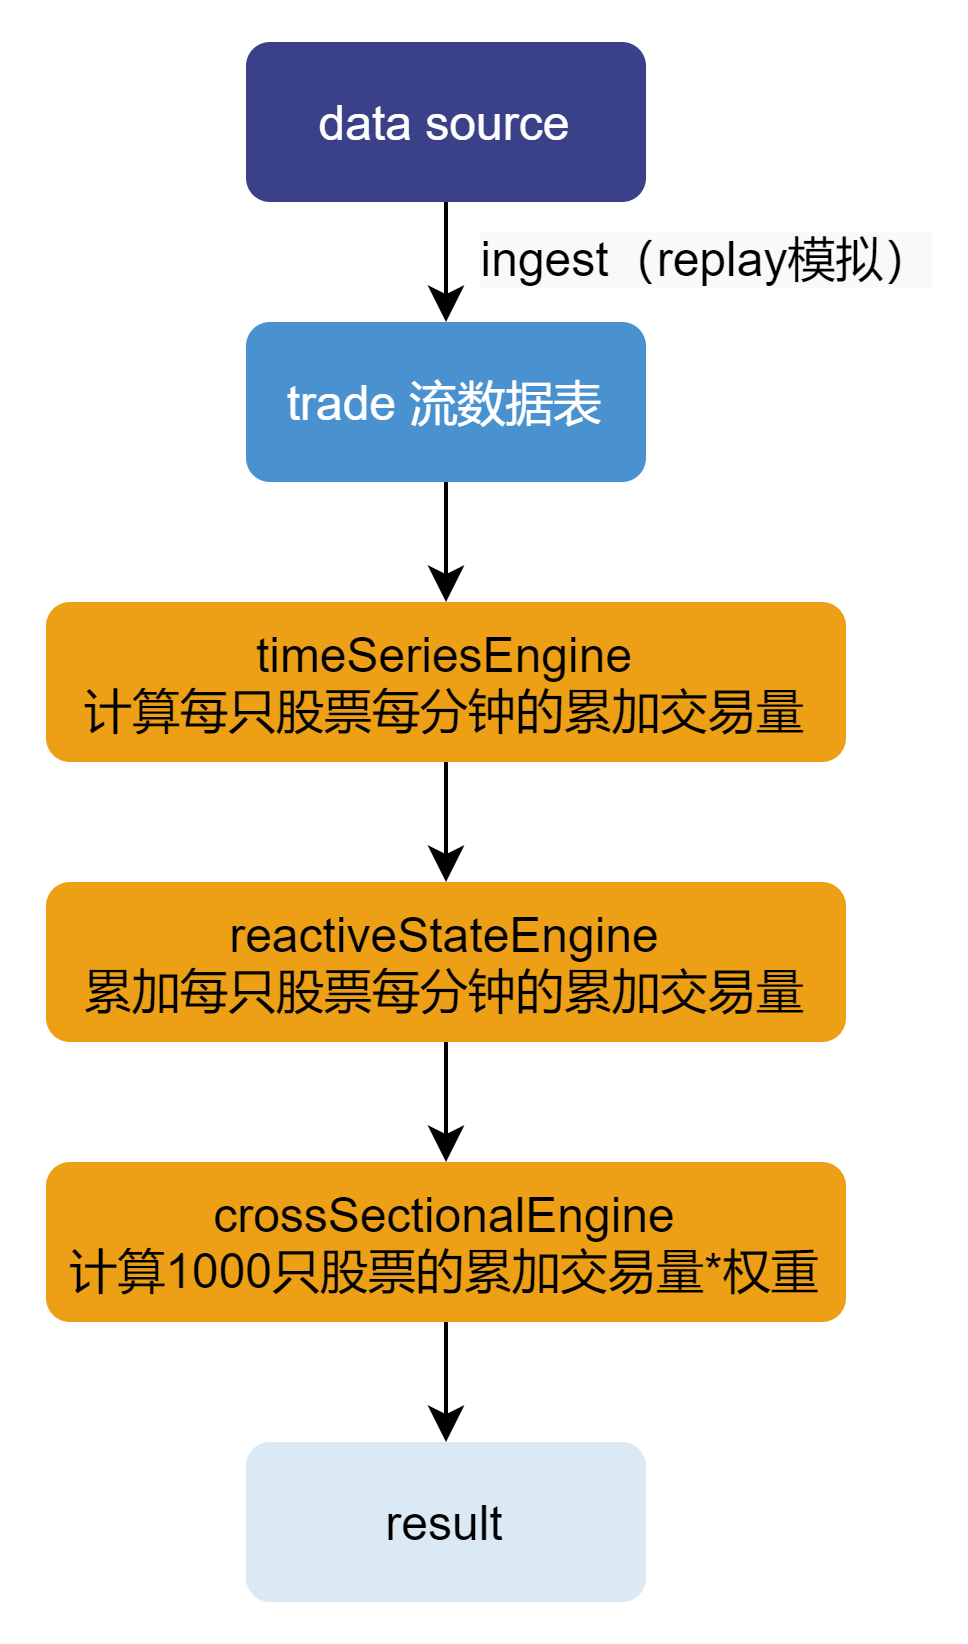 data source
ingest（replay模拟）
trade 流数据表
timeSeriesEngine
计算每只股票每分钟的累加交易量
reactiveStateEngine
累加每只股票每分钟的累加交易量
crossSectionalEngine
计算1000只股票的累加交易量*权重
result